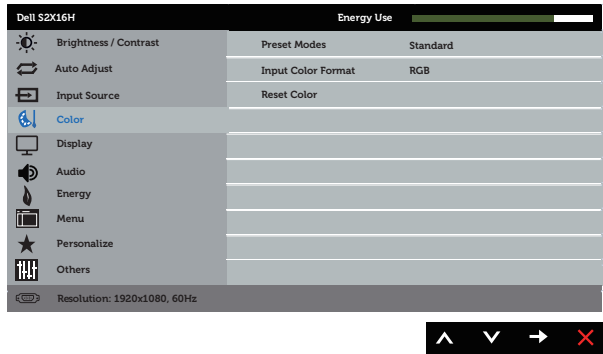 Dell S2X16H Energy Use
Brightness / Contrast Preset Modes Standard
Auto Adjust Input Color Format RGB
Input Source Reset Color
Color
Display
Audio
Energy
Menu
Personalize
Others
Resolution: 1920x1080, 60Hz